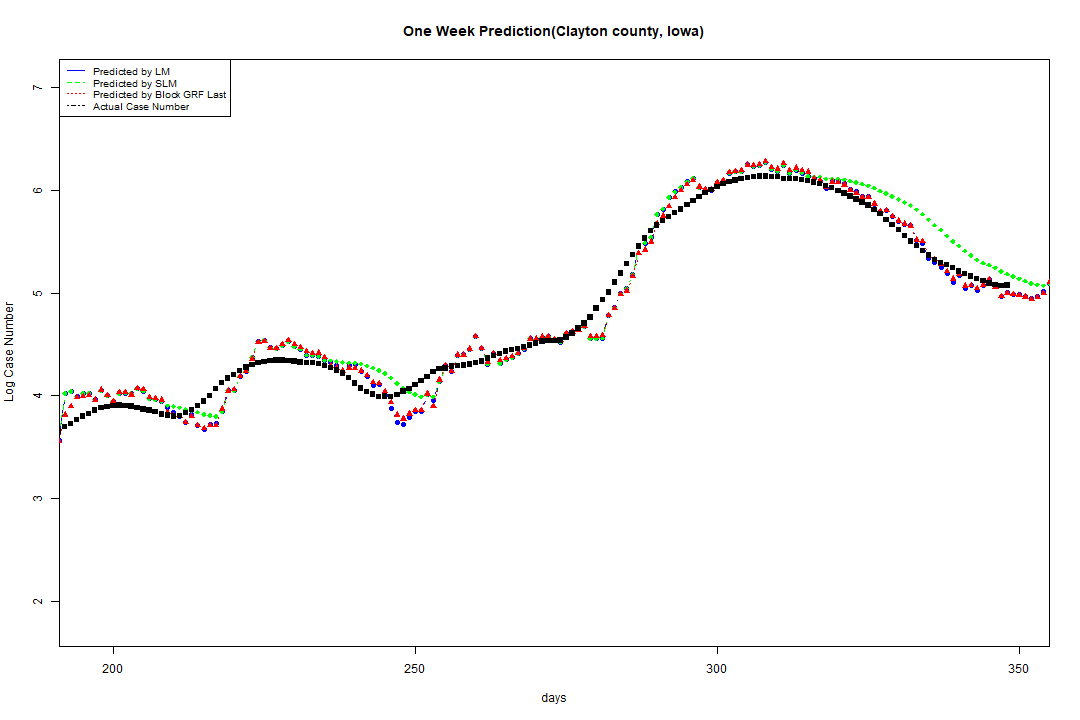 One Week Prediction(Clayton county, Iowa)
Predicted by LM
Predicted by SLM
Predicted by Block GRF Last
Actual Case Number
7
6
5
4
3
2
Log Case Number
200 250 300 350
days